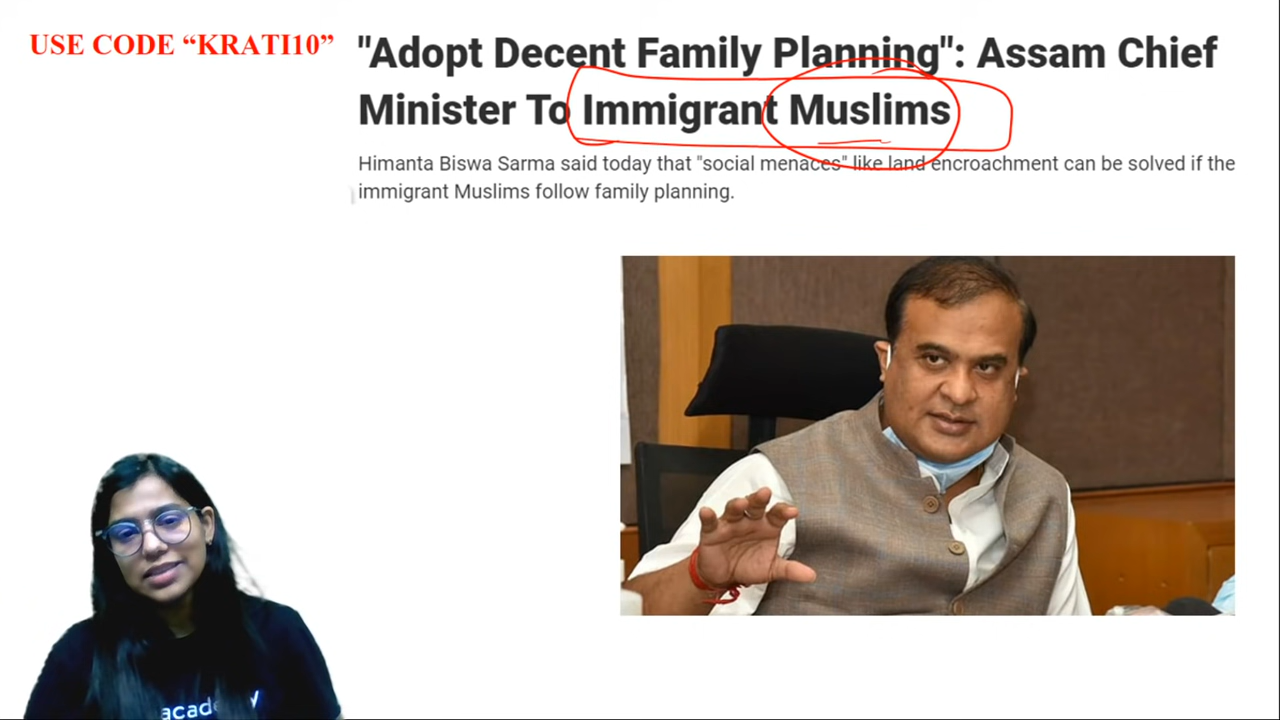 USE CODE “KRATI10”
"Adopt Decent Family Planning": Assam Chief
Minister To Immigrant Muslims
Himanta Biswa Sarma said today that "social menaces" like land encroachment can be solved if the
immigrant Muslims follow family planning.